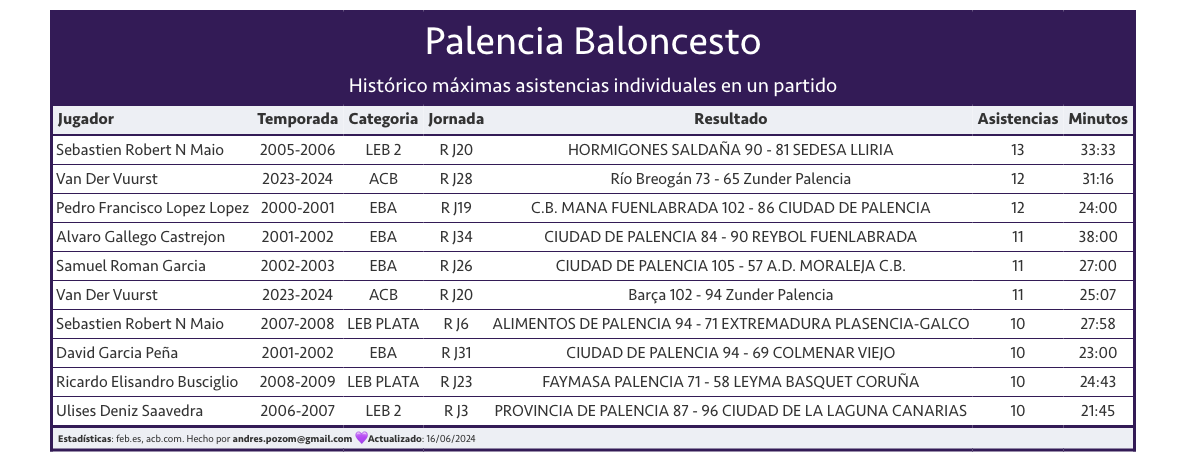 Palencia Baloncesto
Histórico máximas asistencias individuales en un partido
Jugador Temporada Categoria Jornada Resultado Asistencias Minutos
Sebastien Robert N Maio 2005-2006 LEB 2 R J20 HORMIGONES SALDAÑA 90 - 81 SEDESA LLIRIA 13 33:33
Van Der Vuurst 2023-2024 ACB R J28 Río Breogán 73 - 65 Zunder Palencia 12 31:16
Pedro Francisco Lopez Lopez 2000-2001 EBA R J19 C.B. MANA FUENLABRADA 102 - 86 CIUDAD DE PALENCIA 12 24:00
Alvaro Gallego Castrejon 2001-2002 EBA R J34 CIUDAD DE PALENCIA 84 - 90 REYBOL FUENLABRADA 11 38:00
Samuel Roman Garcia 2002-2003 EBA R J26 CIUDAD DE PALENCIA 105 - 57 A.D. MORALEJA C.B. 11 27:00
Van Der Vuurst 2023-2024 ACB R J20 Barça 102 - 94 Zunder Palencia 11 25:07
Sebastien Robert N Maio 2007-2008 LEB PLATA R J6 ALIMENTOS DE PALENCIA 94 - 71 EXTREMADURA PLASENCIA-GALCO 10 27:58
David Garcia Peña 2001-2002 EBA R J31 CIUDAD DE PALENCIA 94 - 69 COLMENAR VIEJO 10 23:00
Ricardo Elisandro Busciglio 2008-2009 LEB PLATA R J23 FAYMASA PALENCIA 71 - 58 LEYMA BASQUET CORUÑA 10 24:43
Ulises Deniz Saavedra 2006-2007 LEB 2 R J3 PROVINCIA DE PALENCIA 87 - 96 CIUDAD DE LA LAGUNA CANARIAS 10 21:45
Estadísticas: feb.es, acb.com. Hecho por andres.pozom@gmail.com 💜Actualizado: 16/06/2024